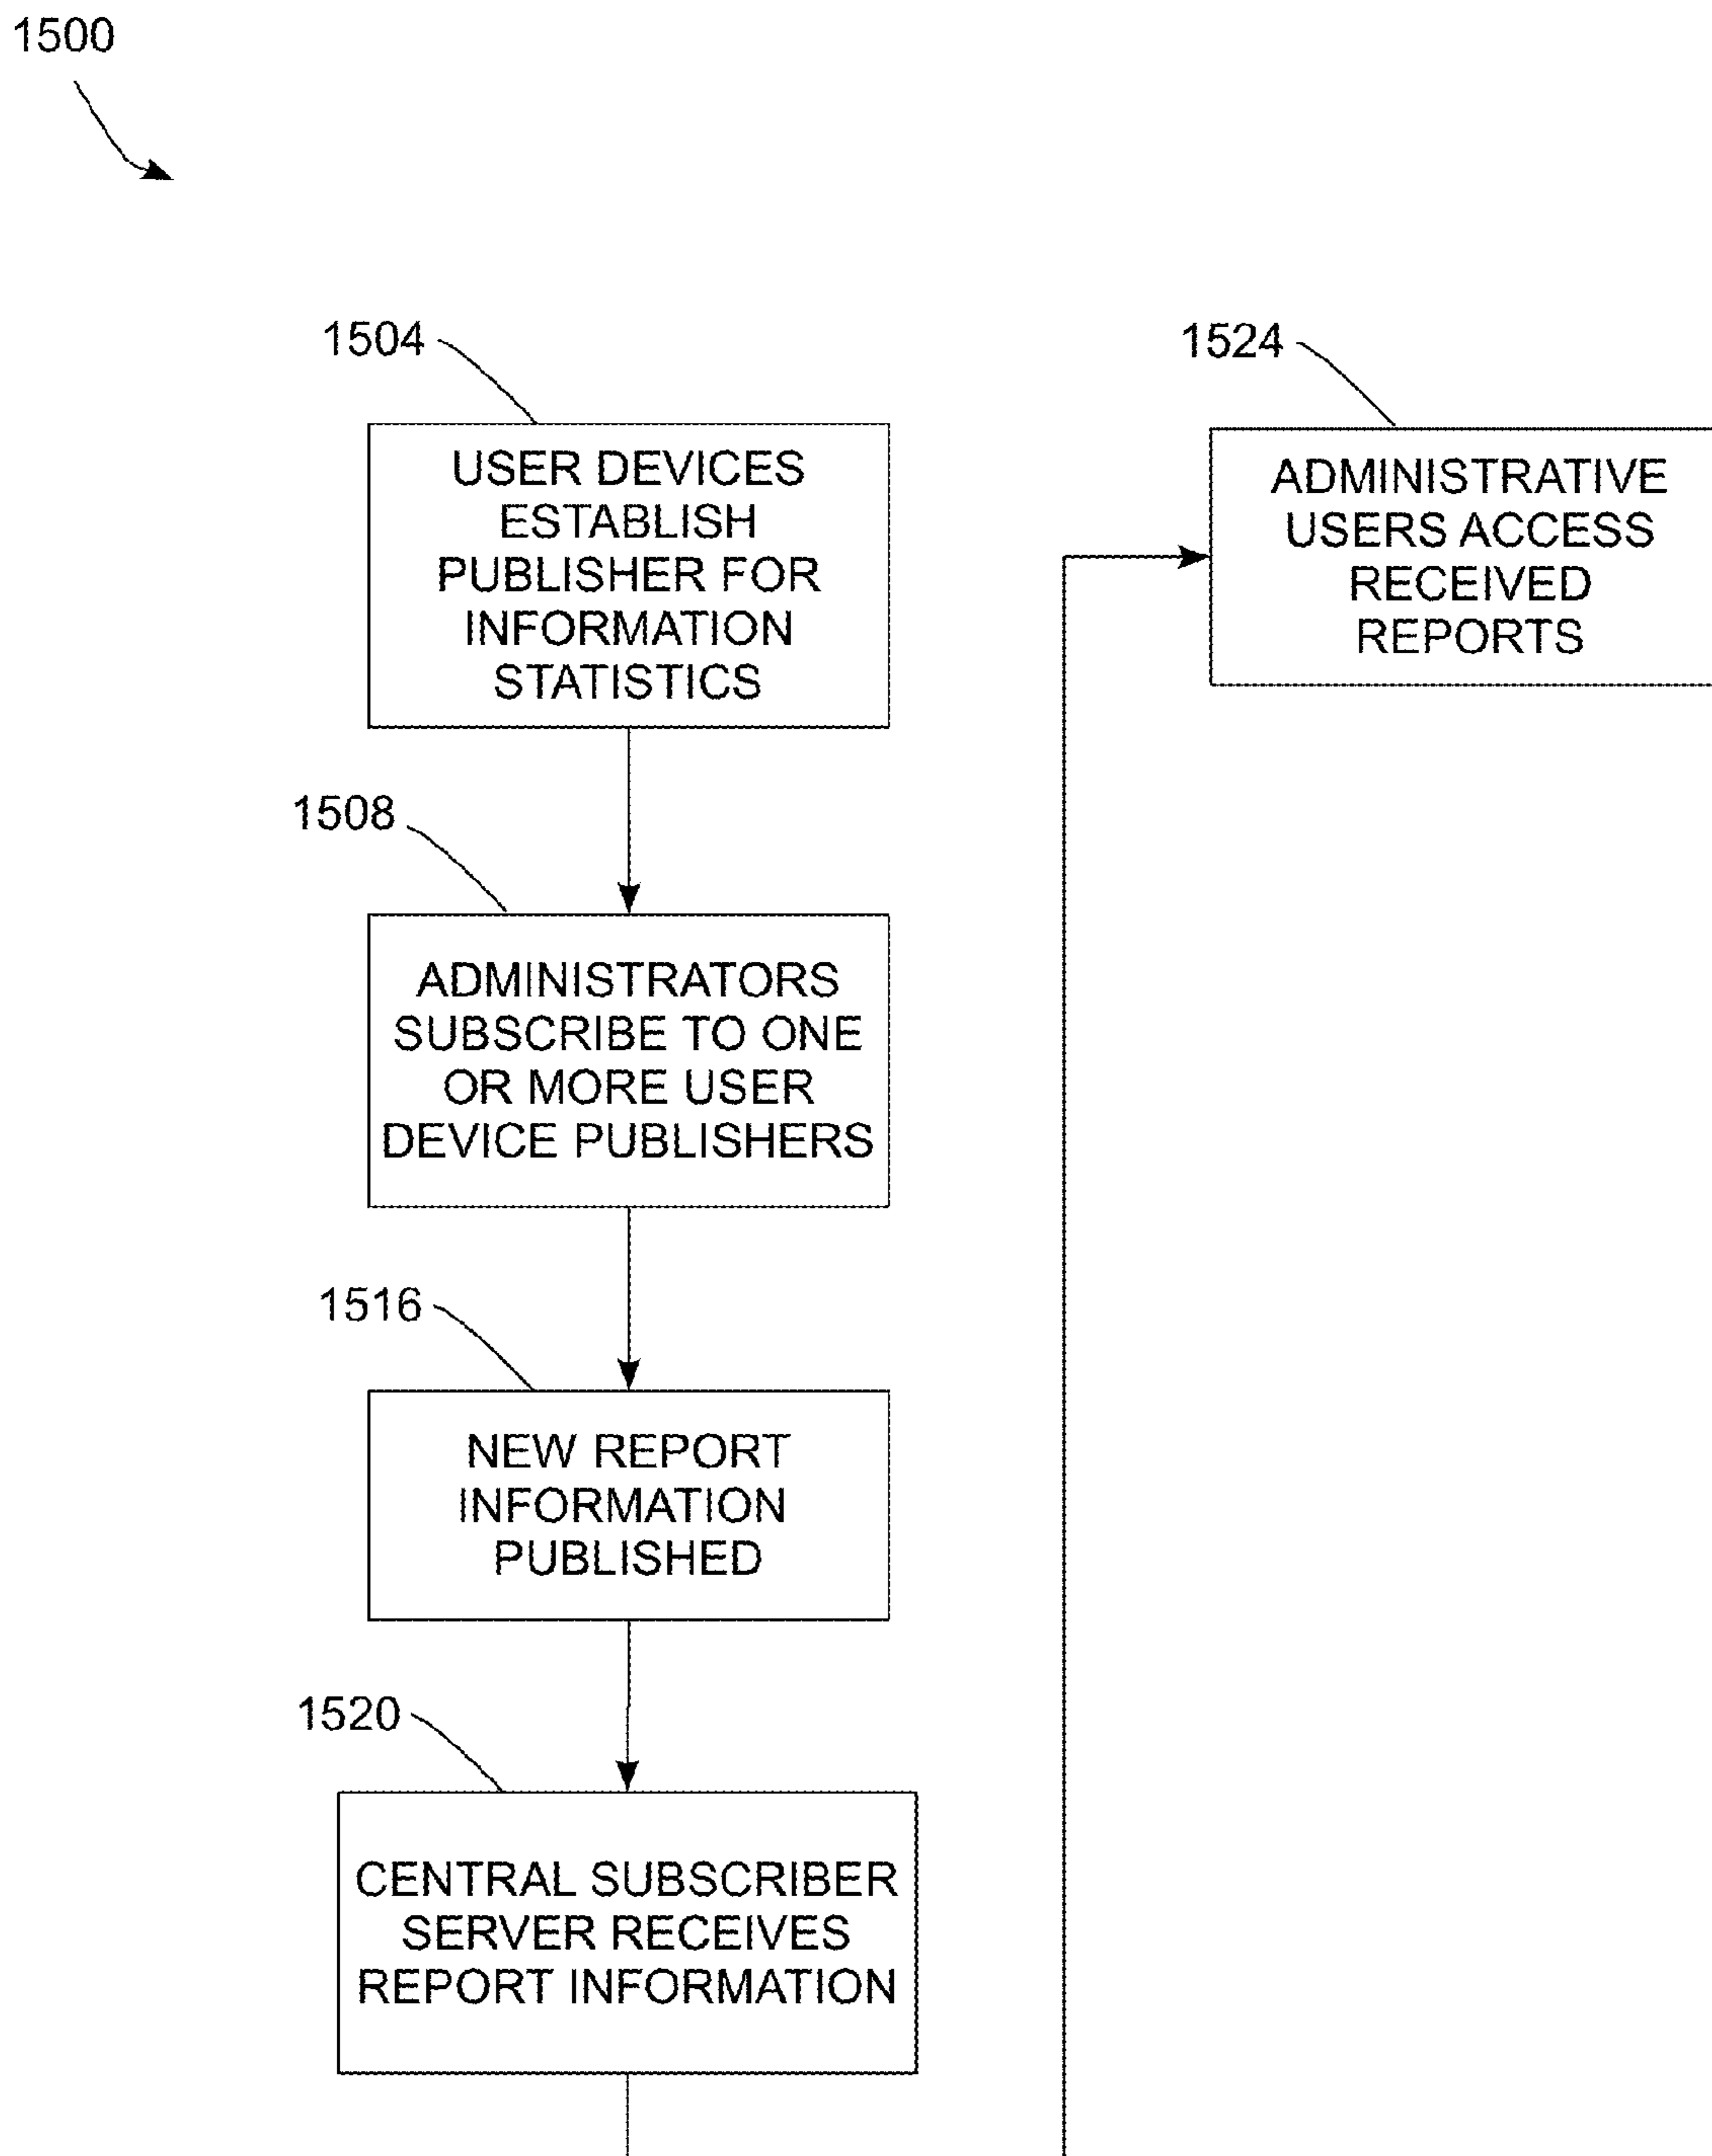 1500
1504
USER DEVICES
ESTABLISH
PUBLISHER FOR
INFORMATION
STATISTICS
1508
ADMINISTRATORS
SUBSCRIBE TO ONE
OR MORE USER
DEVICE PUBLISHERS
1516
NEW REPORT
INFORMATION
PUBLISHED
1520
CENTRAL SUBSCRIBER
SERVER RECEIVES
REPORT INFORMATION
1524
ADMINISTRATIVE
USERS ACCESS
RECEIVED
REPORTS